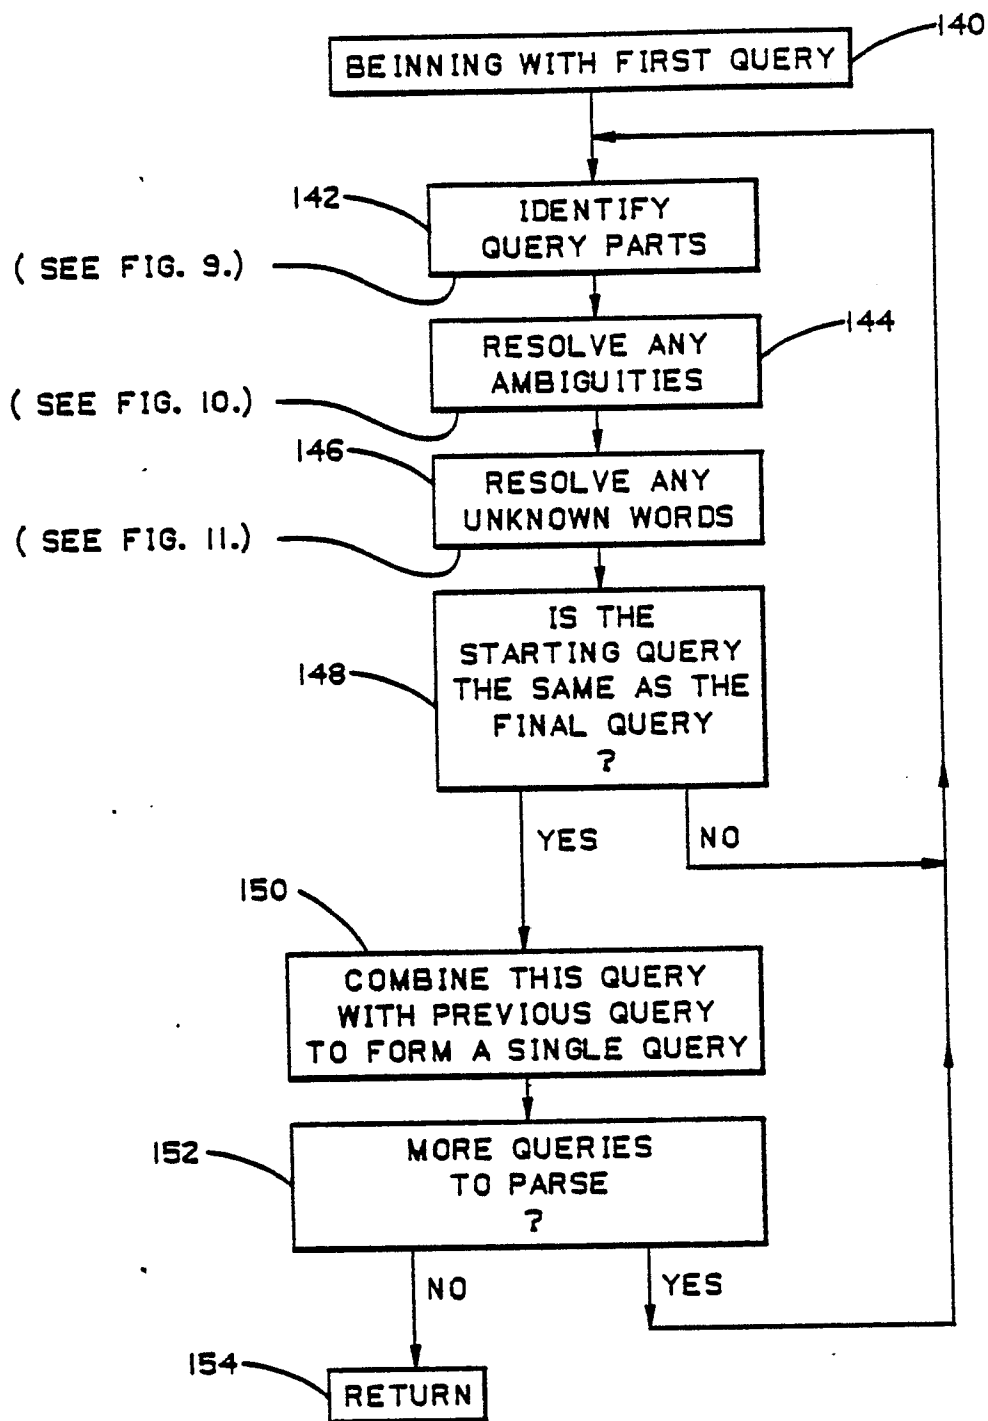 140
BEINNING WITH FIRST QUERY
142
IDENTIFY
QUERY PARTS
( SEE FIG. 9.)
144
RESOLVE ANY
AMBIGUITIES
( SEE FIG. 10.)
146
RESOLVE ANY
UNKNOWN WORDS
( SEE FIG. 11.)
148
IS THE
STARTING QUERY
THE SAME AS THE
FINAL QUERY
?
YES
NO
150
COMBINE THIS QUERY
WITH PREVIOUS QUERY
TO FORM A SINGLE QUERY
152
MORE QUERIES
TO PARSE
?
NO
YES
154
RETURN